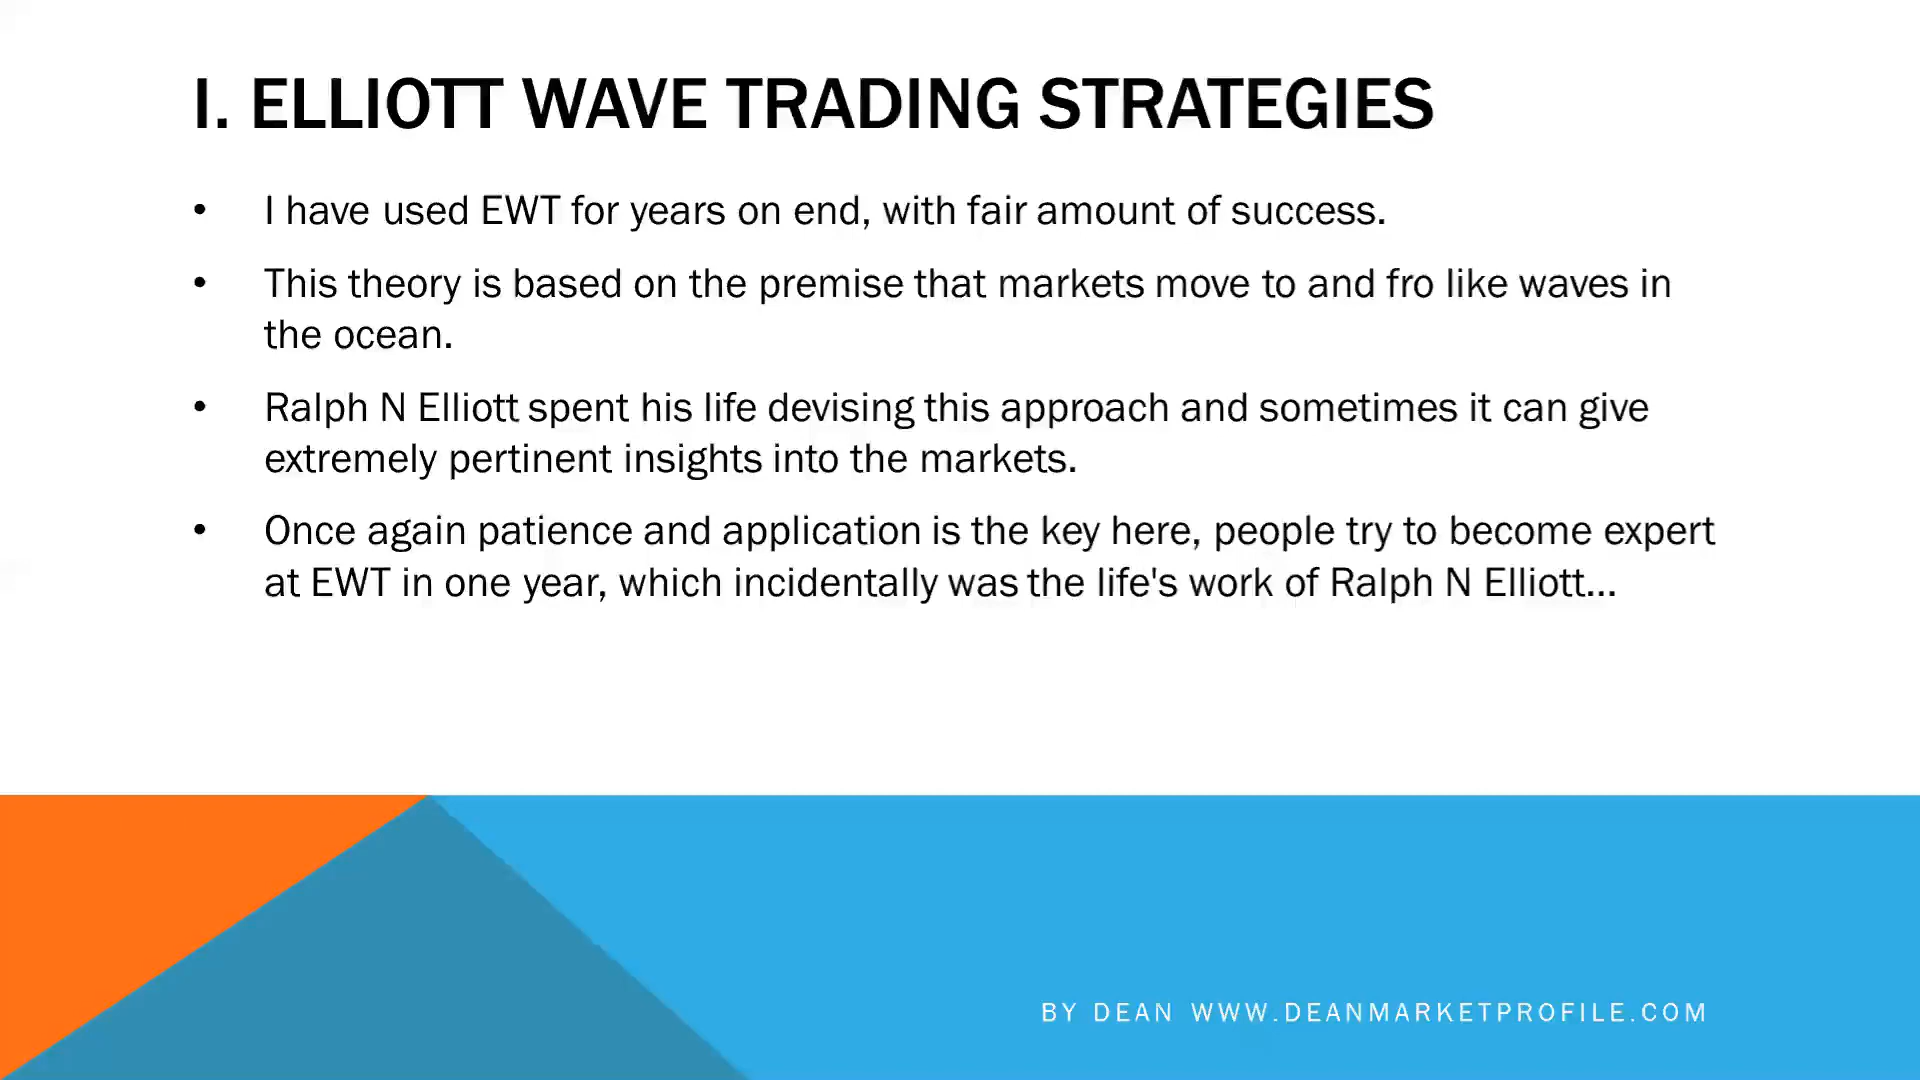 I. ELLIOTT WAVE TRADING STRATEGIES
• I have used EWT for years on end, with fair amount of success.
• This theory is based on the premise that markets move to and fro like waves in
the ocean.
• Ralph N Elliott spent his life devising this approach and sometimes it can give
extremely pertinent insights into the markets.
• Once again patience and application is the key here, people try to become expert
at EWT in one year, which incidentally was the life's work of Ralph N Elliott...
BY DEAN WWW.DEANMARKETPROFILE.COM